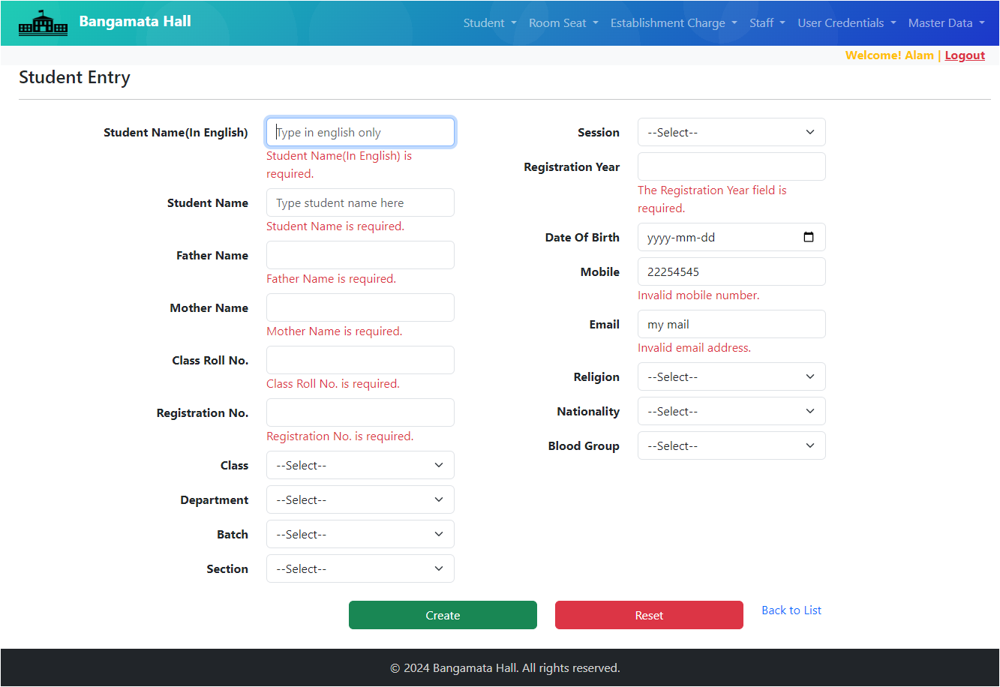 Bangamata Hall
Student Room Seat Establishment Charge Staff User Credentials Master Data
Welcome! Alam | Logout
Student Entry
Student Name(In English)
Type in english only
Student Name(In English) is
required.
Student Name
Type student name here
Student Name is required.
Father Name
Father Name is required.
Mother Name
Mother Name is required.
Class Roll No.
Class Roll No. is required.
Registration No.
Registration No. is required.
Class
--Select--
Department
--Select--
Batch
--Select--
Section
--Select--
Session
--Select--
Registration Year
The Registration Year field is
required.
Date Of Birth
yyyy-mm-dd
Mobile
22254545
Invalid mobile number.
Email
my mail
Invalid email address.
Religion
--Select--
Nationality
--Select--
Blood Group
--Select--
Create
Reset
Back to List
© 2024 Bangamata Hall. All rights reserved.